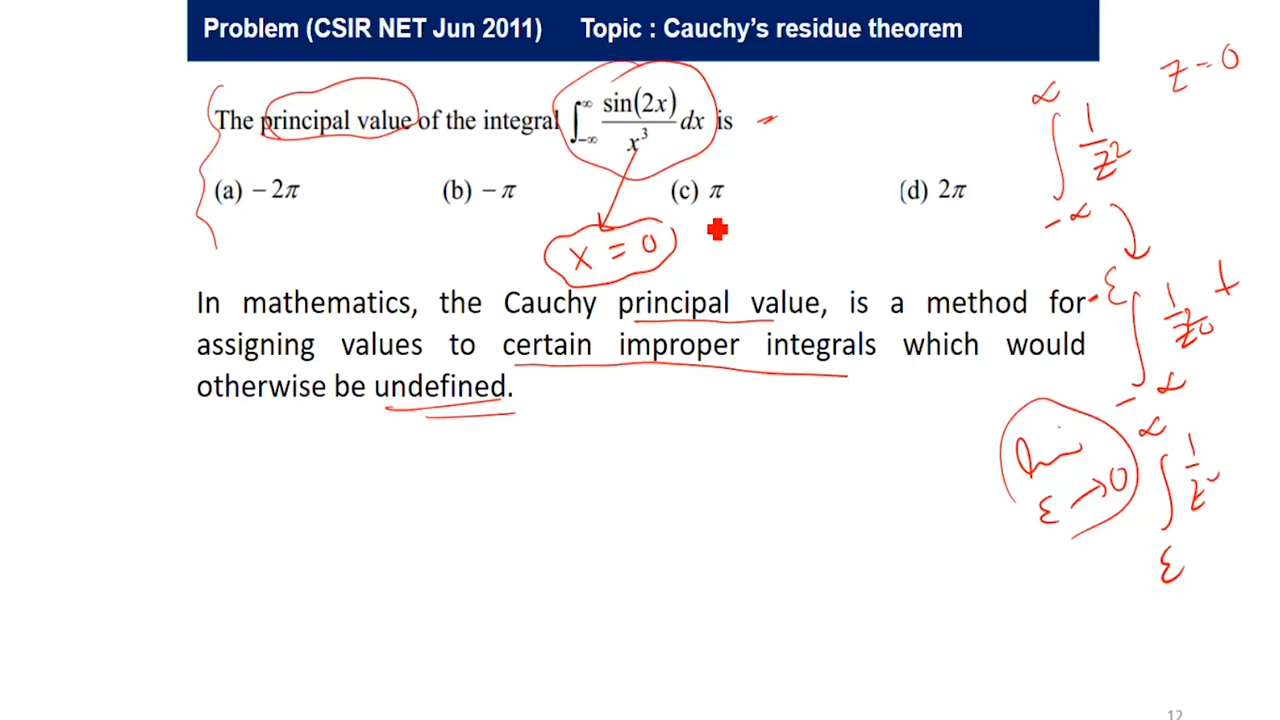 Problem (CSIR NET Jun 2011) Topic : Cauchy's residue theorem
z = 0
The principal value of the integral ∫_{-∞}^{∞} sin(2x)/x³ dx is
(a) − 2π (b) − π (c) π (d) 2π
x = 0
∫_{-∝}^{∝} 1/z²
In mathematics, the Cauchy principal value, is a method for
assigning values to certain improper integrals which would
otherwise be undefined.
ε → 0
12